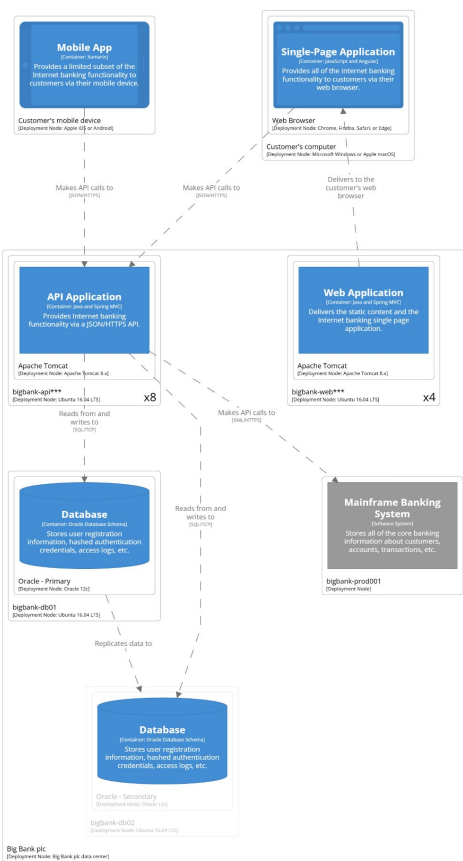 Mobile App
[Container: Xamarin]
Provides a limited subset of the
Internet banking functionality to
customers via their mobile device.
Customer's mobile device
[Deployment Node: Apple iOS or Android]
Single-Page Application
[Container: JavaScript and Angular]
Provides all of the Internet banking
functionality to customers via their
web browser.
Web Browser
[Deployment Node: Chrome, Firefox, Safari, or Edge]
Customer's computer
[Deployment Node: Microsoft Windows or Apple macOS]
Makes API calls to
[JSON/HTTPS]
Makes API calls to
[JSON/HTTPS]
Delivers to the
customer's web
browser
API Application
[Container: Java and Spring MVC]
Provides Internet banking
functionality via a JSON/HTTPS API.
Apache Tomcat
[Deployment Node: Apache Tomcat 8.x]
bigbank-api***
[Deployment Node: Ubuntu 16.04 LTS]
x8
Web Application
[Container: Java and Spring MVC]
Delivers the static content and the
Internet banking single page
application.
Apache Tomcat
[Deployment Node: Apache Tomcat 8.x]
bigbank-web***
[Deployment Node: Ubuntu 16.04 LTS]
x4
Reads from and
writes to
[SQL/TCP]
Makes API calls to
[XML/HTTPS]
Database
[Container: Oracle Database Schema]
Stores user registration
information, hashed authentication
credentials, access logs, etc.
Oracle - Primary
[Deployment Node: Oracle 12c]
bigbank-db01
[Deployment Node: Ubuntu 16.04 LTS]
Reads from and
writes to
[SQL/TCP]
Mainframe Banking
System
[Software System]
Stores all of the core banking
information about customers,
accounts, transactions, etc.
bigbank-prod001
[Deployment Node]
Replicates data to
Database
[Container: Oracle Database Schema]
Stores user registration
information, hashed authentication
credentials, access logs, etc.
Oracle - Secondary
[Deployment Node: Oracle 12c]
bigbank-db02
[Deployment Node: Ubuntu 16.04 LTS]
Big Bank plc
[Deployment Node: Big Bank plc data center]